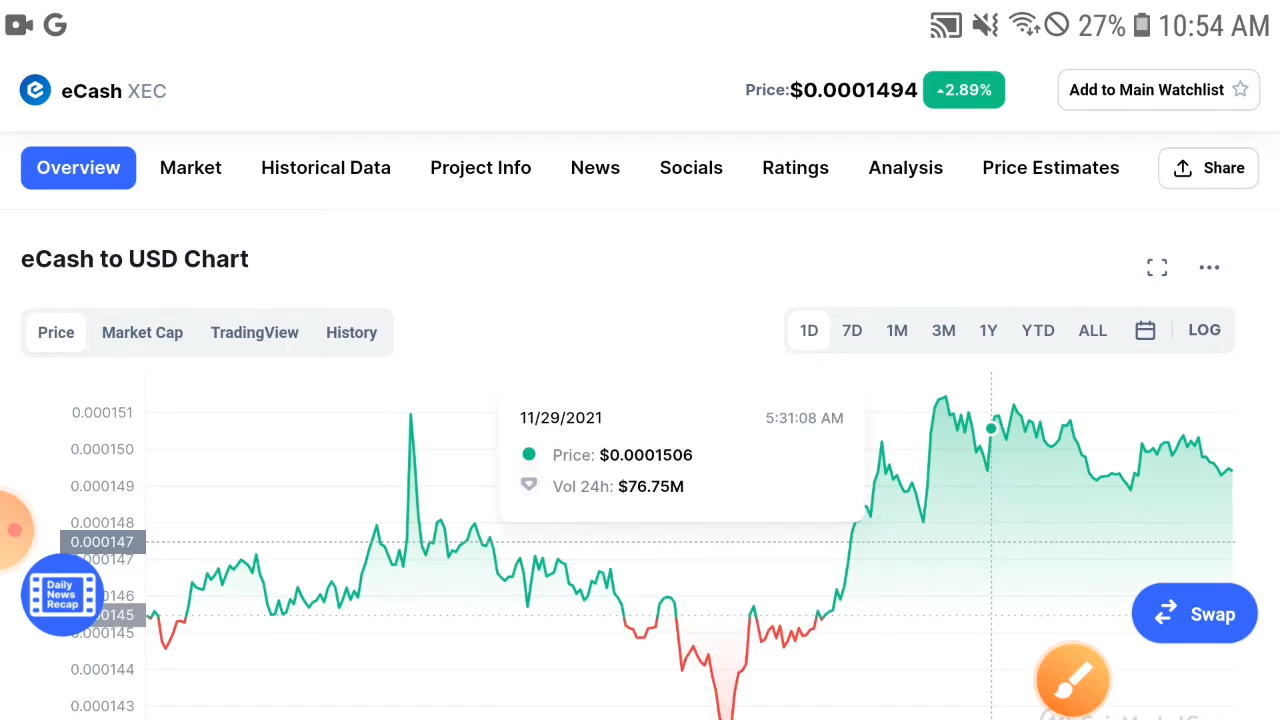 27% 10:54 AM
eCash XEC
Price:$0.0001494 2.89%
Add to Main Watchlist
Overview Market Historical Data Project Info News Socials Ratings Analysis Price Estimates Share
eCash to USD Chart
Price Market Cap TradingView History
1D 7D 1M 3M 1Y YTD ALL LOG
11/29/2021 5:31:08 AM
Price: $0.0001506
Vol 24h: $76.75M
0.000151
0.000150
0.000149
0.000148
0.000147
0.000147
0.000146
0.000145
0.000144
0.000143
Daily
News
Recap
Swap